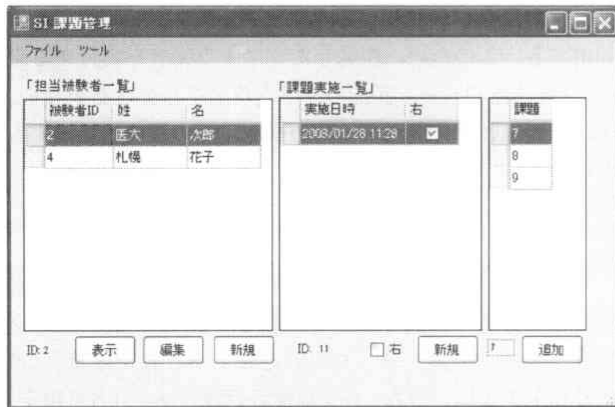 SI 課題管理
ファイル ツール
「担当被験者一覧」
被験者ID 姓 名
2 医大 次郎
4 札幌 花子
「課題実施一覧」
実施日時 右
2008/01/28 11:28
課題
7
8
9
ID: 2 表示 編集 新規
ID: 11 右 新規
7 追加